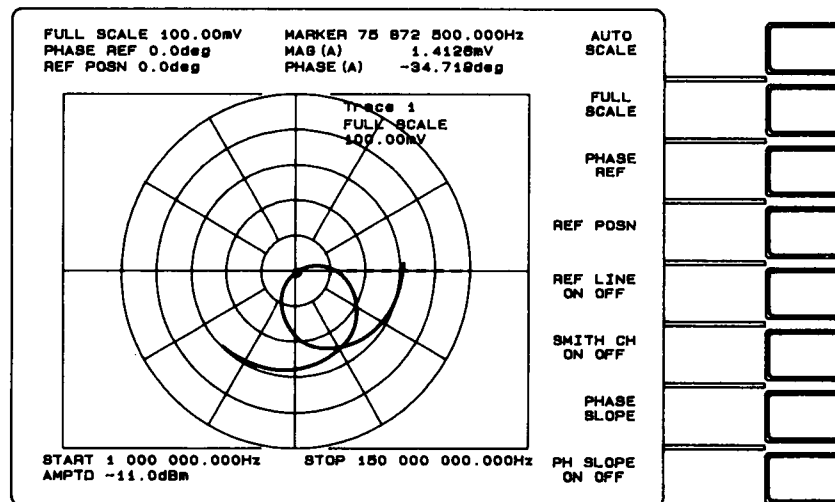 FULL SCALE 100.00mV
PHASE REF 0.0deg
REF POSN 0.0deg
MARKER 75 872 500.000Hz
MAG (A) 1.4126mV
PHASE (A) -34.719deg
Trace 1
FULL SCALE
100.00mV
START 1 000 000.000Hz
AMPTD -11.0dBm
STOP 150 000 000.000Hz
AUTO
SCALE
FULL
SCALE
PHASE
REF
REF POSN
REF LINE
ON OFF
SMITH CH
ON OFF
PHASE
SLOPE
PH SLOPE
ON OFF